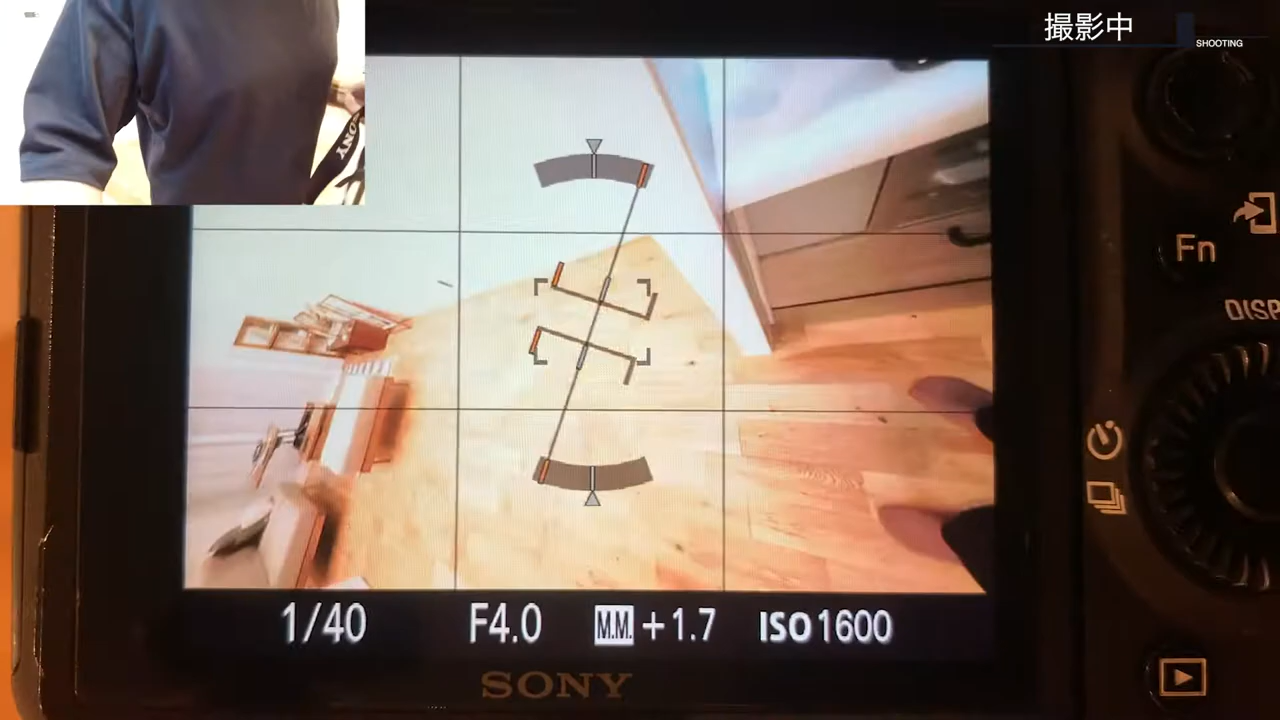 撮影中
SHOOTING
SONY
Fn
DISP
1/40 F4.0 M.M. +1.7 ISO 1600
SONY